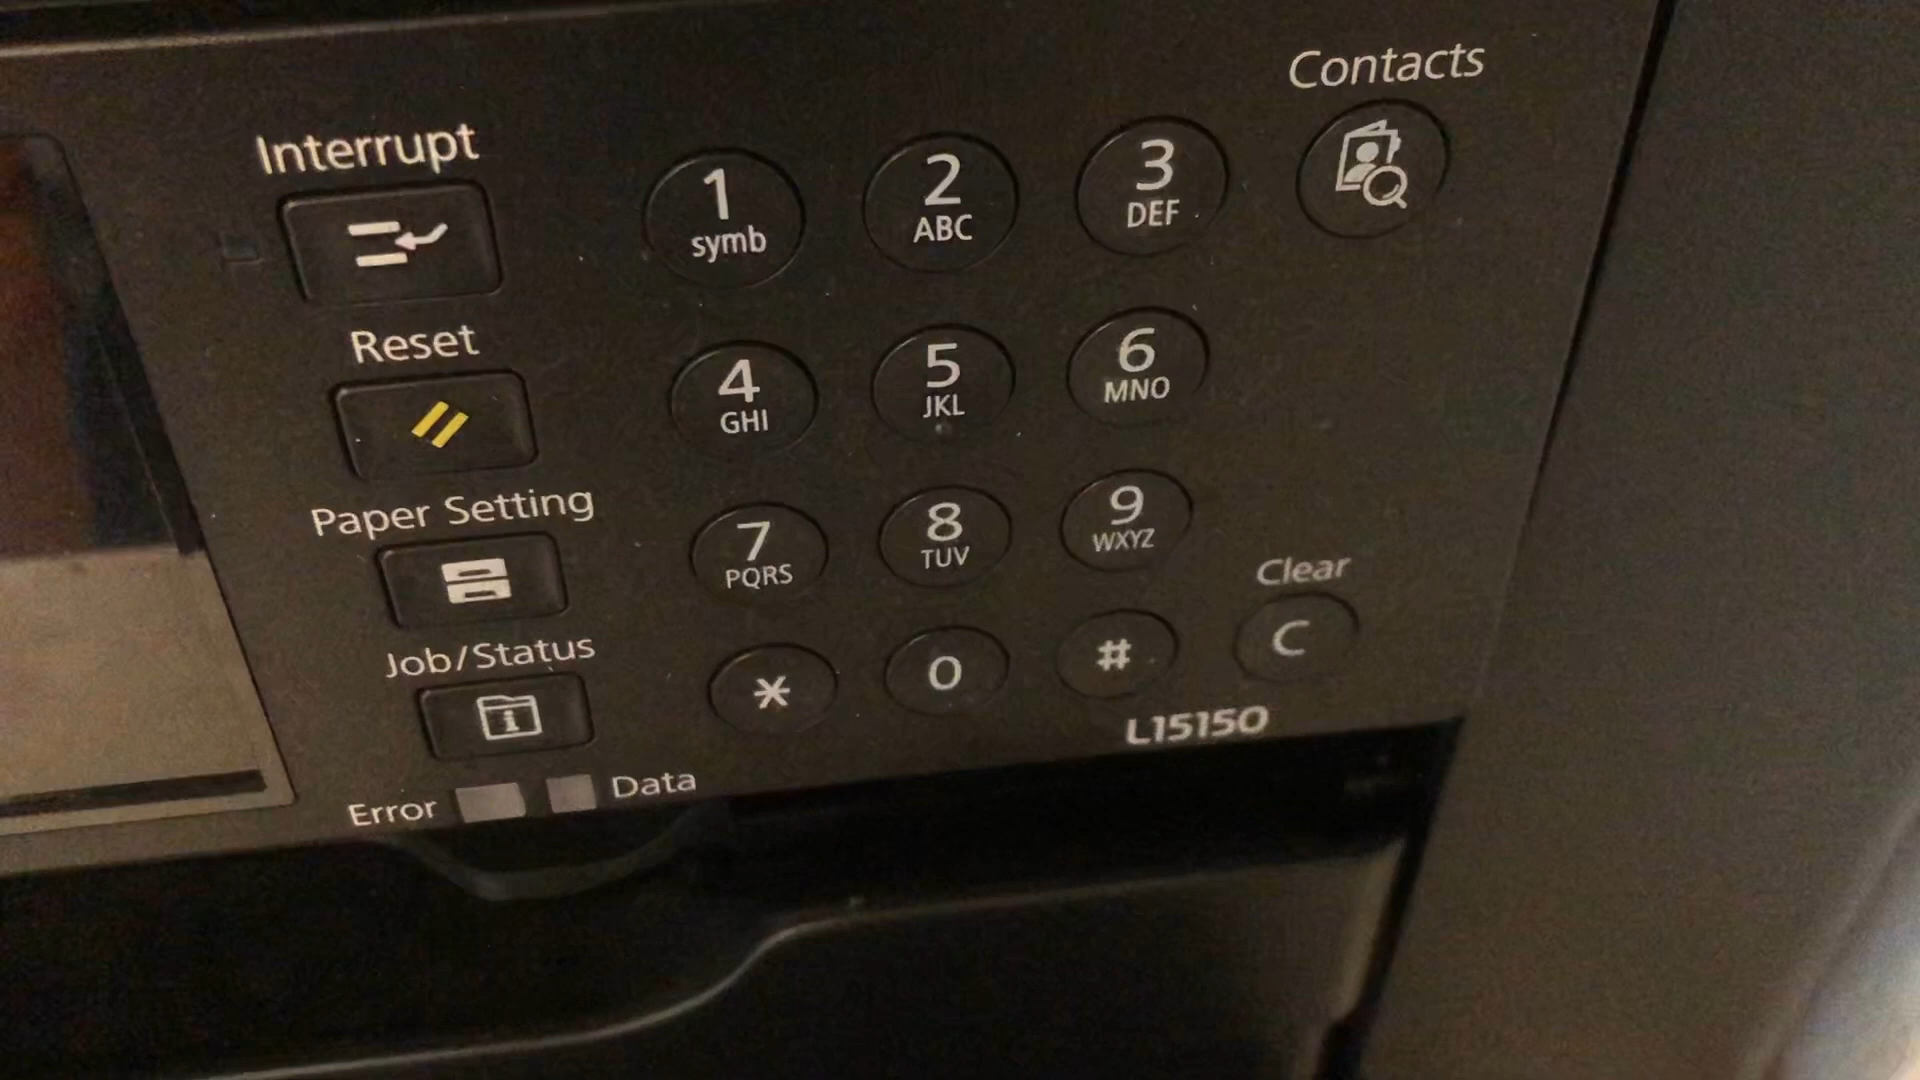 Contacts
Interrupt
1 2 3
symb ABC DEF
Reset
4 5 6
GHI JKL MNO
Paper Setting
7 8 9
PQRS TUV WXYZ
Clear
Job/Status
* 0 # C
L15150
Error Data